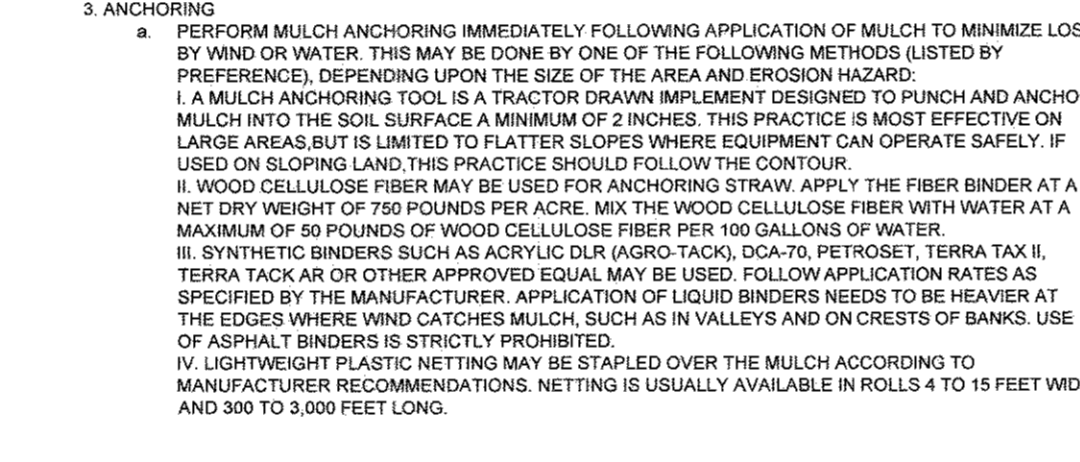 3. ANCHORING
a. PERFORM MULCH ANCHORING IMMEDIATELY FOLLOWING APPLICATION OF MULCH TO MINIMIZE LOS
BY WIND OR WATER. THIS MAY BE DONE BY ONE OF THE FOLLOWING METHODS (LISTED BY
PREFERENCE), DEPENDING UPON THE SIZE OF THE AREA AND EROSION HAZARD:
I. A MULCH ANCHORING TOOL IS A TRACTOR DRAWN IMPLEMENT DESIGNED TO PUNCH AND ANCHO
MULCH INTO THE SOIL SURFACE A MINIMUM OF 2 INCHES. THIS PRACTICE IS MOST EFFECTIVE ON
LARGE AREAS,BUT IS LIMITED TO FLATTER SLOPES WHERE EQUIPMENT CAN OPERATE SAFELY. IF
USED ON SLOPING LAND,THIS PRACTICE SHOULD FOLLOW THE CONTOUR.
II. WOOD CELLULOSE FIBER MAY BE USED FOR ANCHORING STRAW. APPLY THE FIBER BINDER AT A
NET DRY WEIGHT OF 750 POUNDS PER ACRE. MIX THE WOOD CELLULOSE FIBER WITH WATER AT A
MAXIMUM OF 50 POUNDS OF WOOD CELLULOSE FIBER PER 100 GALLONS OF WATER.
III. SYNTHETIC BINDERS SUCH AS ACRYLIC DLR (AGRO-TACK), DCA-70, PETROSET, TERRA TAX II,
TERRA TACK AR OR OTHER APPROVED EQUAL MAY BE USED. FOLLOW APPLICATION RATES AS
SPECIFIED BY THE MANUFACTURER. APPLICATION OF LIQUID BINDERS NEEDS TO BE HEAVIER AT
THE EDGES WHERE WIND CATCHES MULCH, SUCH AS IN VALLEYS AND ON CRESTS OF BANKS. USE
OF ASPHALT BINDERS IS STRICTLY PROHIBITED.
IV. LIGHTWEIGHT PLASTIC NETTING MAY BE STAPLED OVER THE MULCH ACCORDING TO
MANUFACTURER RECOMMENDATIONS. NETTING IS USUALLY AVAILABLE IN ROLLS 4 TO 15 FEET WID
AND 300 TO 3,000 FEET LONG.